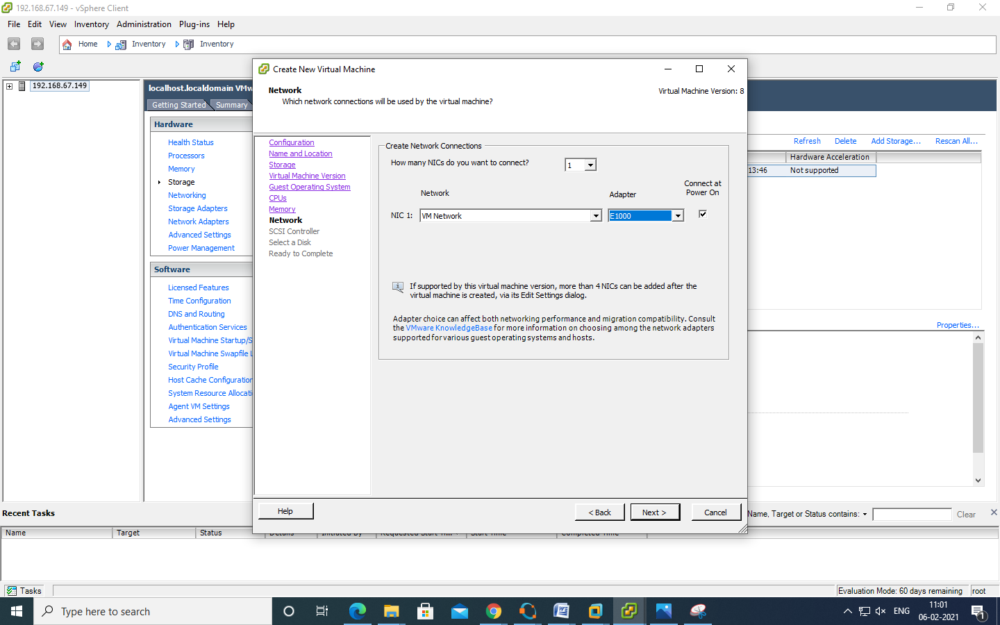 192.168.67.149 - vSphere Client
File Edit View Inventory Administration Plug-ins Help
Home Inventory Inventory
192.168.67.149
localhost.localdomain VMw
Getting Started Summary
Hardware
Health Status
Processors
Memory
Storage
Networking
Storage Adapters
Network Adapters
Advanced Settings
Power Management
Software
Licensed Features
Time Configuration
DNS and Routing
Authentication Services
Virtual Machine Startup/S
Virtual Machine Swapfile L
Security Profile
Host Cache Configuration
System Resource Allocati
Agent VM Settings
Advanced Settings
Create New Virtual Machine
Network
Which network connections will be used by the virtual machine?
Virtual Machine Version: 8
Configuration
Name and Location
Storage
Virtual Machine Version
Guest Operating System
CPUs
Memory
Network
SCSI Controller
Select a Disk
Ready to Complete
Create Network Connections
How many NICs do you want to connect? 1
Network Adapter Connect at
Power On
NIC 1: VM Network E1000
If supported by this virtual machine version, more than 4 NICs can be added after the
virtual machine is created, via its Edit Settings dialog.
Adapter choice can affect both networking performance and migration compatibility. Consult
the VMware KnowledgeBase for more information on choosing among the network adapters
supported for various guest operating systems and hosts.
Help < Back Next > Cancel
Refresh Delete Add Storage... Rescan All...
Hardware Acceleration
13:46 Not supported
Properties...
Recent Tasks
Name, Target or Status contains: Clear
Name Target Status Details Initiated by Requested Start Ti... Start Time Completed Time
Tasks Evaluation Mode: 60 days remaining root
Type here to search
ENG 11:01
06-02-2021
1